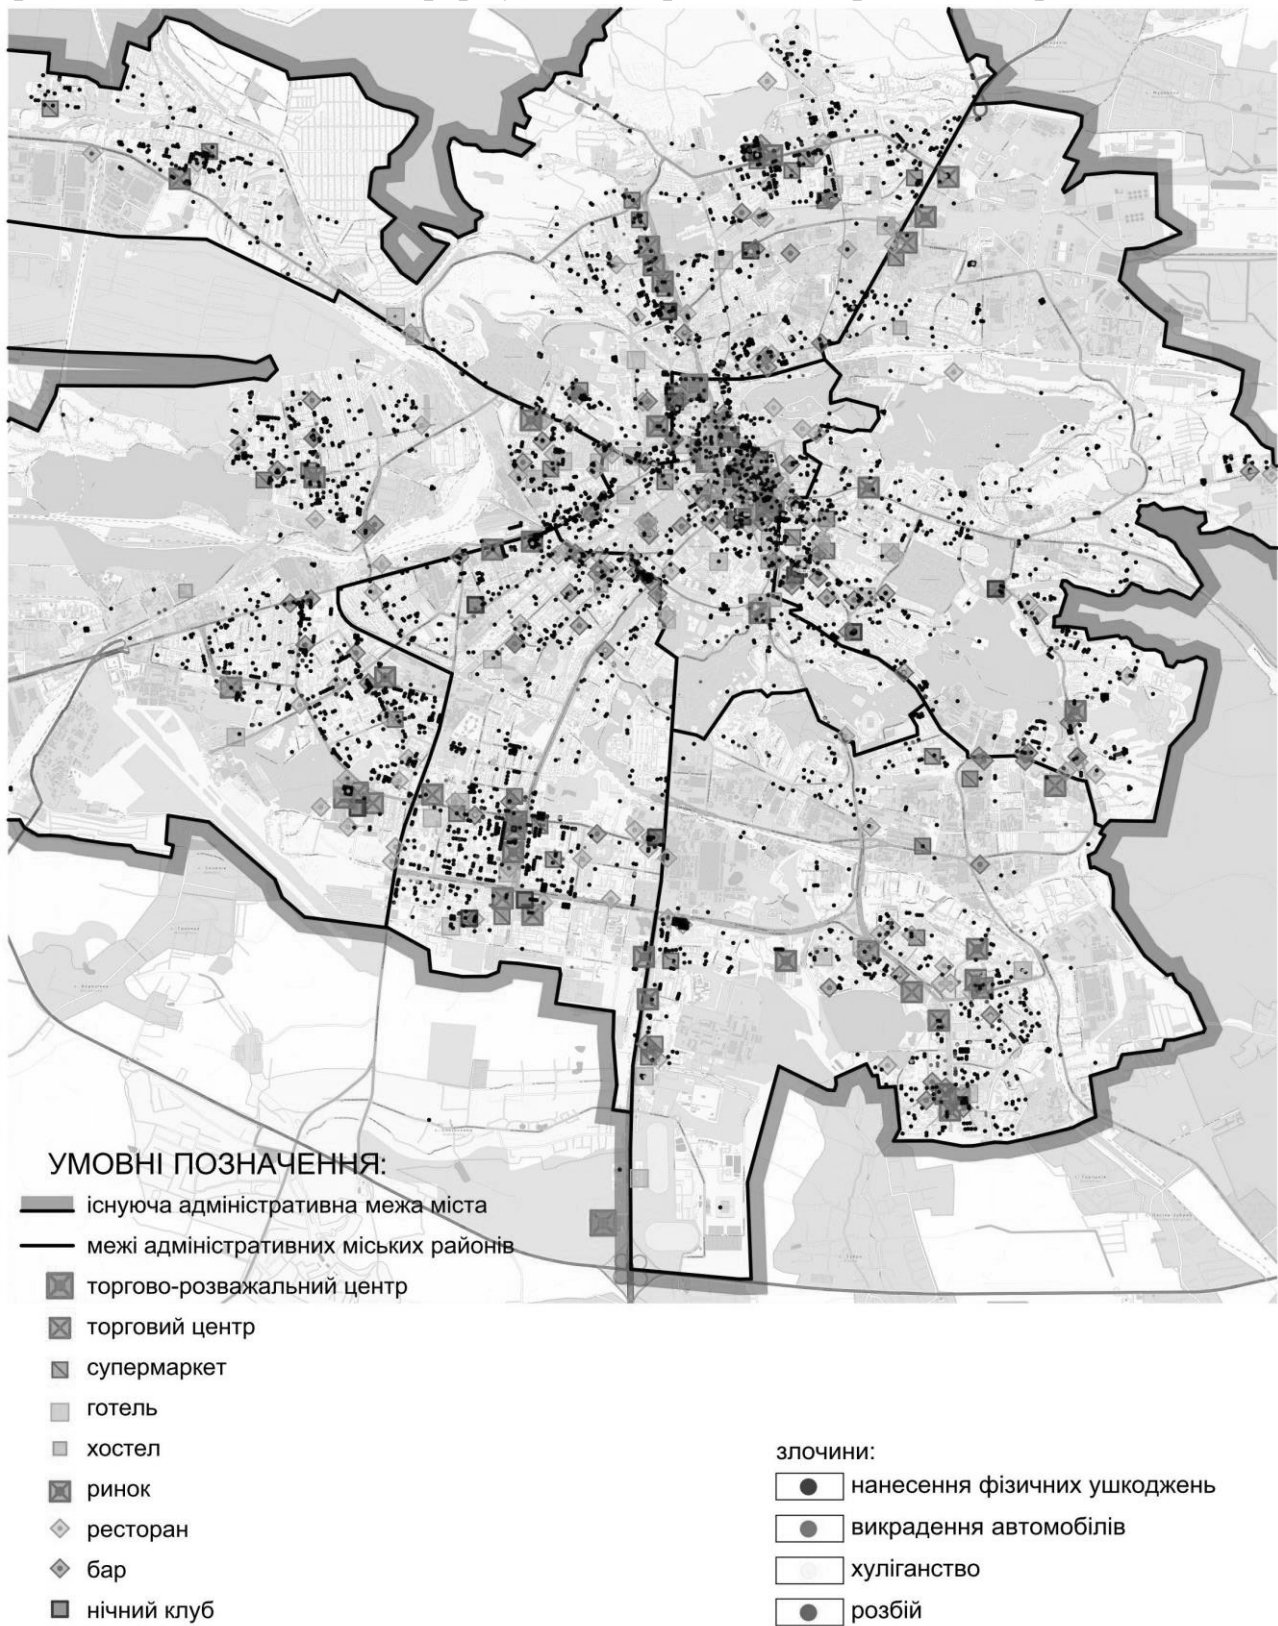 УМОВНІ ПОЗНАЧЕННЯ:
існуюча адміністративна межа міста
межі адміністративних міських районів
торгово-розважальний центр
торговий центр
супермаркет
готель
хостел
ринок
ресторан
бар
нічний клуб
злочини:
нанесення фізичних ушкоджень
викрадення автомобілів
хуліганство
розбій